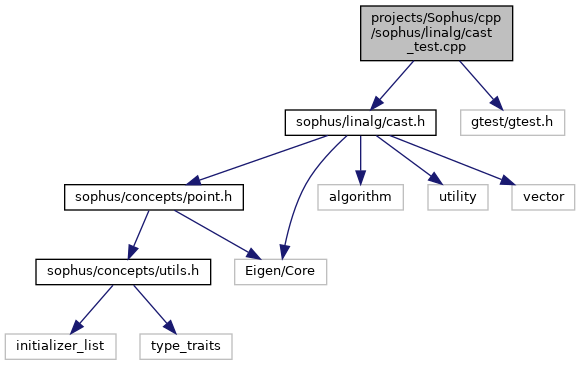 projects/Sophus/cpp
/sophus/linalg/cast
_test.cpp
sophus/linalg/cast.h
gtest/gtest.h
sophus/concepts/point.h
algorithm
utility
vector
sophus/concepts/utils.h
Eigen/Core
initializer_list
type_traits